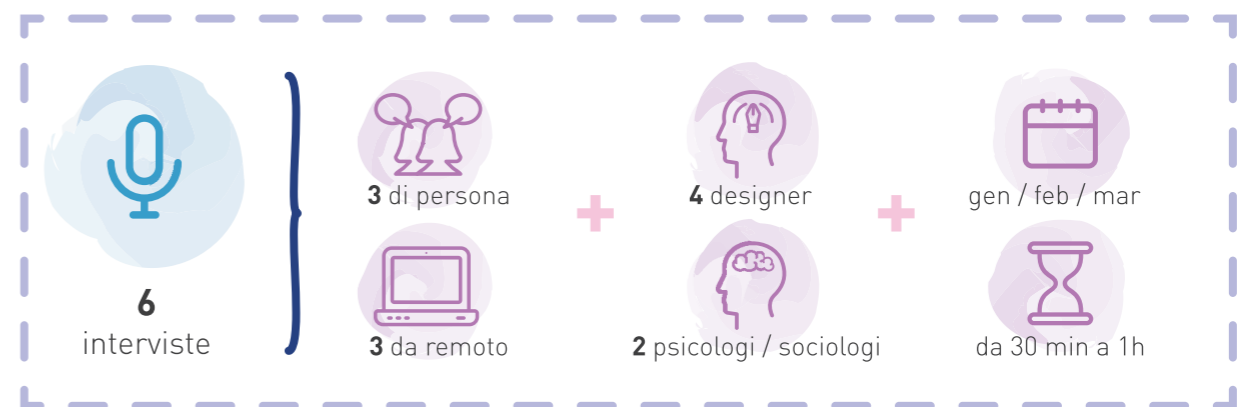 6
interviste
3 di persona
3 da remoto
4 designer
2 psicologi / sociologi
gen / feb / mar
da 30 min a 1h